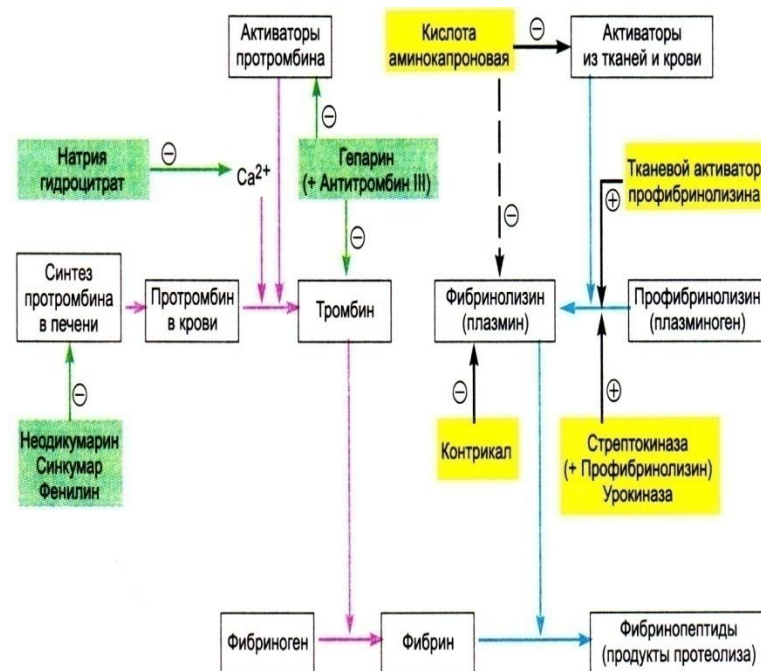 Активаторы
протромбина
Кислота
аминокапроновая
⊖
Активаторы
из тканей и крови
⊖
Натрия
гидроцитрат
⊖
Ca²⁺
Гепарин
(+ Антитромбин III)
Тканевой активатор
профибринолизина
⊕
⊖
⊖
Синтез
протромбина
в печени
Протромбин
в крови
Тромбин
Фибринолизин
(плазмин)
Профибринолизин
(плазминоген)
⊖
⊖
⊕
Неодикумарин
Синкумар
Фенилин
Контрикал
Стрептокиназа
(+ Профибринолизин)
Урокиназа
Фибриноген
Фибрин
Фибринопептиды
(продукты протеолиза)